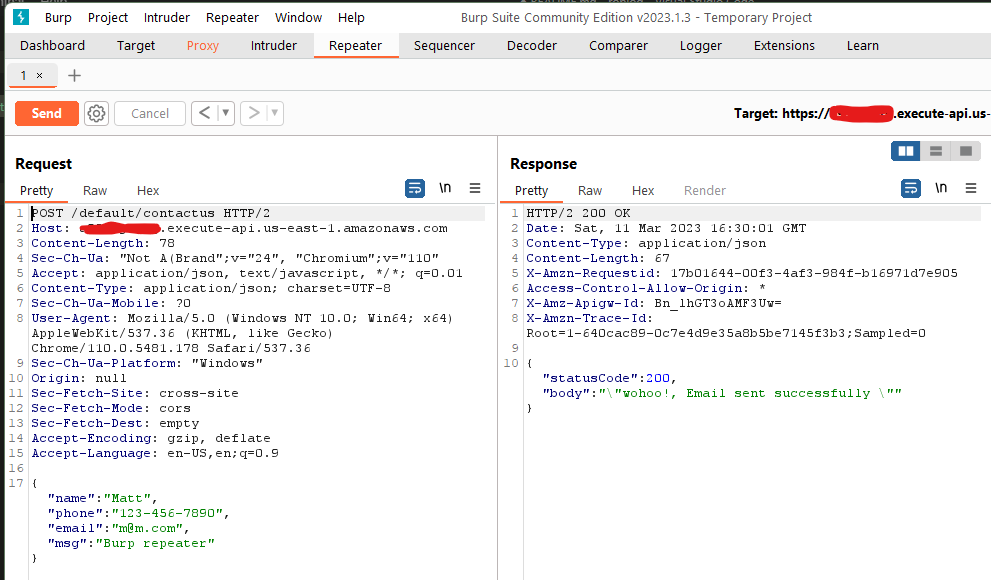 Burp Project Intruder Repeater Window Help Burp Suite Community Edition v2023.1.3 - Temporary Project
Dashboard Target Proxy Intruder Repeater Sequencer Decoder Comparer Logger Extensions Learn
1 × +
Send Cancel < > Target: https:// .execute-api.us-
Request
Pretty Raw Hex \n
1 POST /default/contactus HTTP/2
2 Host: .execute-api.us-east-1.amazonaws.com
3 Content-Length: 78
4 Sec-Ch-Ua: "Not A(Brand";v="24", "Chromium";v="110"
5 Accept: application/json, text/javascript, */*; q=0.01
6 Content-Type: application/json; charset=UTF-8
7 Sec-Ch-Ua-Mobile: ?0
8 User-Agent: Mozilla/5.0 (Windows NT 10.0; Win64; x64)
AppleWebKit/537.36 (KHTML, like Gecko)
Chrome/110.0.5481.178 Safari/537.36
9 Sec-Ch-Ua-Platform: "Windows"
10 Origin: null
11 Sec-Fetch-Site: cross-site
12 Sec-Fetch-Mode: cors
13 Sec-Fetch-Dest: empty
14 Accept-Encoding: gzip, deflate
15 Accept-Language: en-US,en;q=0.9
16
17 {
"name":"Matt",
"phone":"123-456-7890",
"email":"m@m.com",
"msg":"Burp repeater"
}
Response
Pretty Raw Hex Render \n
1 HTTP/2 200 OK
2 Date: Sat, 11 Mar 2023 16:30:01 GMT
3 Content-Type: application/json
4 Content-Length: 67
5 X-Amzn-Requestid: 17b01644-00f3-4af3-984f-b16971d7e905
6 Access-Control-Allow-Origin: *
7 X-Amz-Apigw-Id: Bn_lhGT3oAMF3Uw=
8 X-Amzn-Trace-Id:
Root=1-640cac89-0c7e4d9e35a8b5be7145f3b3;Sampled=0
9
10 {
"statusCode":200,
"body":"\"wohoo!, Email sent successfully \""
}